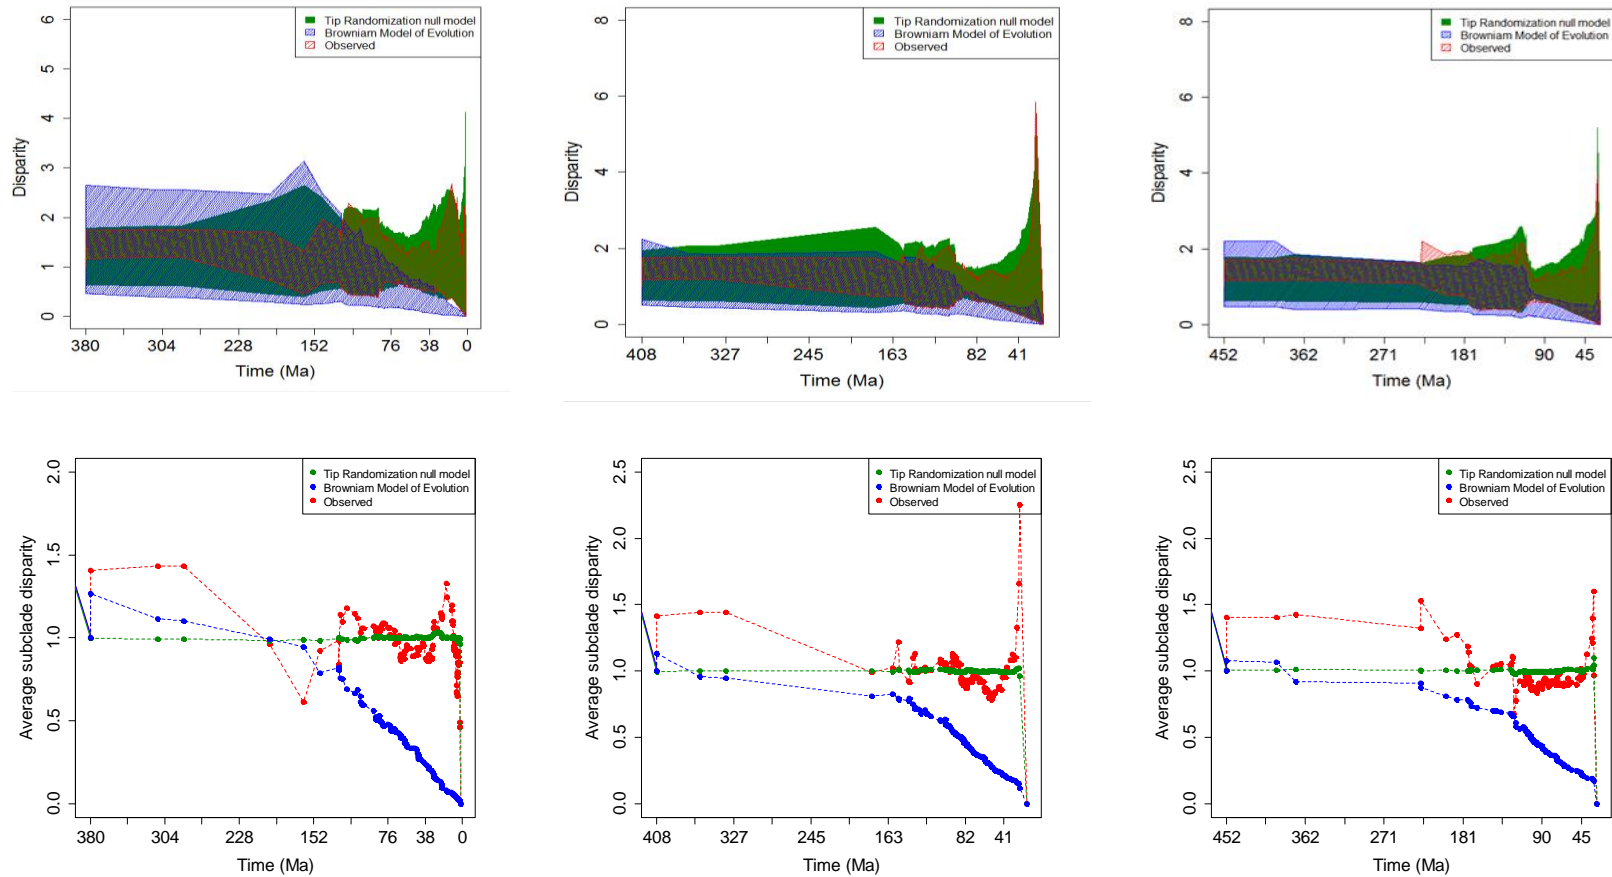 Tip Randomization null model
Browniam Model of Evolution
Observed
6
5
4
3
2
1
0
Disparity
380
304
228
152
76
38
0
Time (Ma)
Tip Randomization null model
Browniam Model of Evolution
Observed
8
6
4
2
0
Disparity
408
327
245
163
82
41
Time (Ma)
Tip Randomization null model
Browniam Model of Evolution
Observed
8
6
4
2
0
Disparity
452
362
271
181
90
45
Time (Ma)
Tip Randomization null model
Browniam Model of Evolution
Observed
2.0
1.5
1.0
0.5
0.0
Average subclade disparity
380
304
228
152
76
38
0
Time (Ma)
Tip Randomization null model
Browniam Model of Evolution
Observed
2.5
2.0
1.5
1.0
0.5
0.0
Average subclade disparity
408
327
245
163
82
41
Time (Ma)
Tip Randomization null model
Browniam Model of Evolution
Observed
2.5
2.0
1.5
1.0
0.5
0.0
Average subclade disparity
452
362
271
181
90
45
Time (Ma)